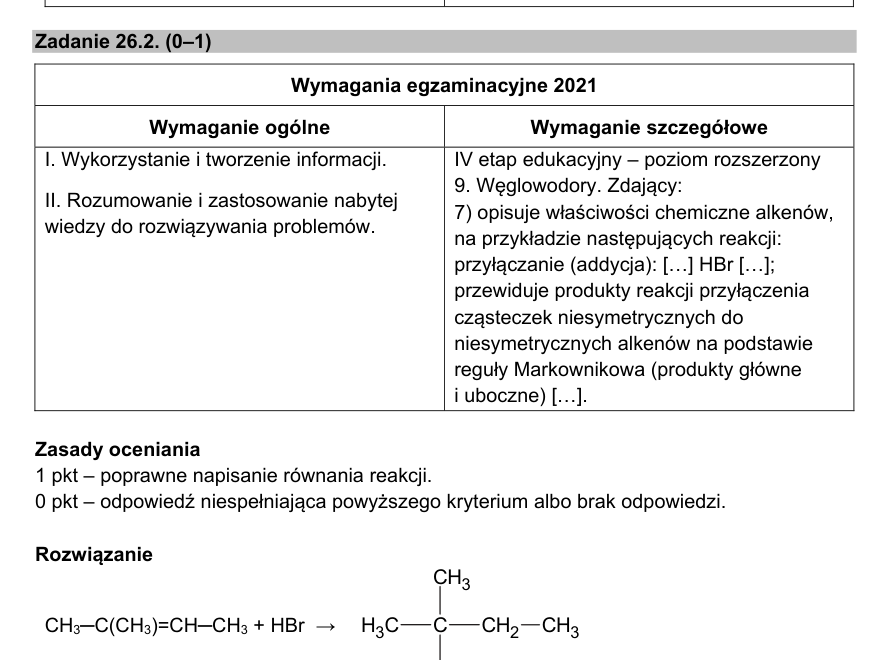 Zadanie 26.2. (0–1)
Wymagania egzaminacyjne 2021
Wymaganie ogólne
Wymaganie szczegółowe
I. Wykorzystanie i tworzenie informacji.
II. Rozumowanie i zastosowanie nabytej
wiedzy do rozwiązywania problemów.
IV etap edukacyjny – poziom rozszerzony
9. Węglowodory. Zdający:
7) opisuje właściwości chemiczne alkenów,
na przykładzie następujących reakcji:
przyłączanie (addycja): […] HBr […];
przewiduje produkty reakcji przyłączenia
cząsteczek niesymetrycznych do
niesymetrycznych alkenów na podstawie
reguły Markownikowa (produkty główne
i uboczne) […].
Zasady oceniania
1 pkt – poprawne napisanie równania reakcji.
0 pkt – odpowiedź niespełniająca powyższego kryterium albo brak odpowiedzi.
Rozwiązanie
CH₃
CH₃─C(CH₃)=CH─CH₃ + HBr → H₃C─C─CH₂─CH₃